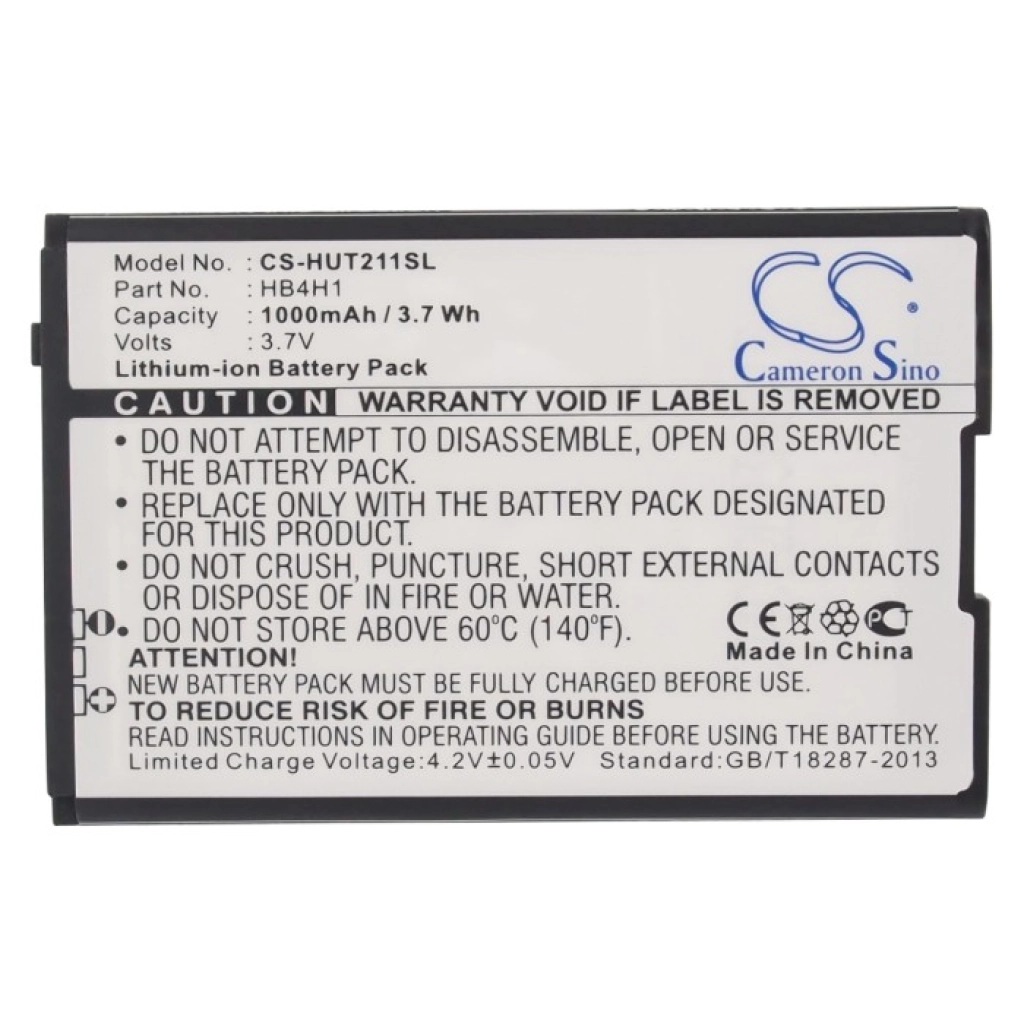 Model No. : CS-HUT211SL
Part No. : HB4H1
Capacity : 1000mAh / 3.7 Wh
Volts : 3.7V
Lithium-ion Battery Pack
Cameron Sino
®
CAUTION WARRANTY VOID IF LABEL IS REMOVED
• DO NOT ATTEMPT TO DISASSEMBLE, OPEN OR SERVICE
THE BATTERY PACK.
• REPLACE ONLY WITH THE BATTERY PACK DESIGNATED
FOR THIS PRODUCT.
• DO NOT CRUSH, PUNCTURE, SHORT EXTERNAL CONTACTS
OR DISPOSE OF IN FIRE OR WATER.
• DO NOT STORE ABOVE 60°C (140°F).
CE PCT
Made In China
ATTENTION!
NEW BATTERY PACK MUST BE FULLY CHARGED BEFORE USE.
TO REDUCE RISK OF FIRE OR BURNS
READ INSTRUCTIONS IN OPERATING GUIDE BEFORE USING THE BATTERY.
Limited Charge Voltage:4.2V±0.05V Standard:GB/T18287-2013